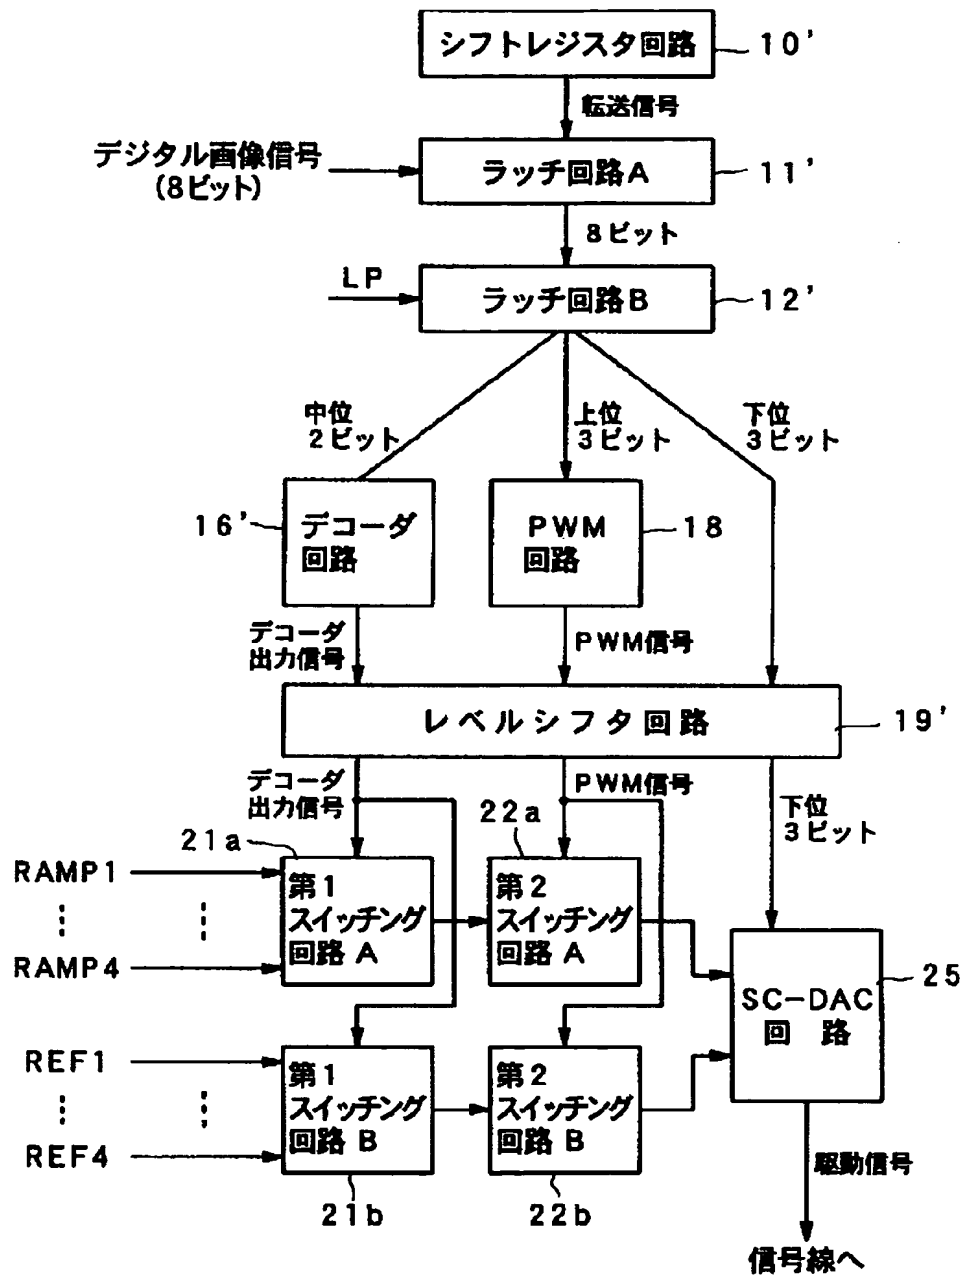 シフトレジスタ回路
10'
転送信号
デジタル画像信号
(8ビット)
ラッチ回路A
11'
8ビット
LP
ラッチ回路B
12'
中位
2ビット
上位
3ビット
下位
3ビット
16'
デコーダ
回路
PWM
回路
18
デコーダ
出力信号
PWM信号
レベルシフタ回路
19'
デコーダ
出力信号
PWM信号
下位
3ビット
21a
22a
RAMP1
RAMP4
第1
スイッチング
回路 A
第2
スイッチング
回路 A
25
SC-DAC
回 路
REF1
REF4
第1
スイッチング
回路 B
第2
スイッチング
回路 B
21b
22b
駆動信号
信号線へ